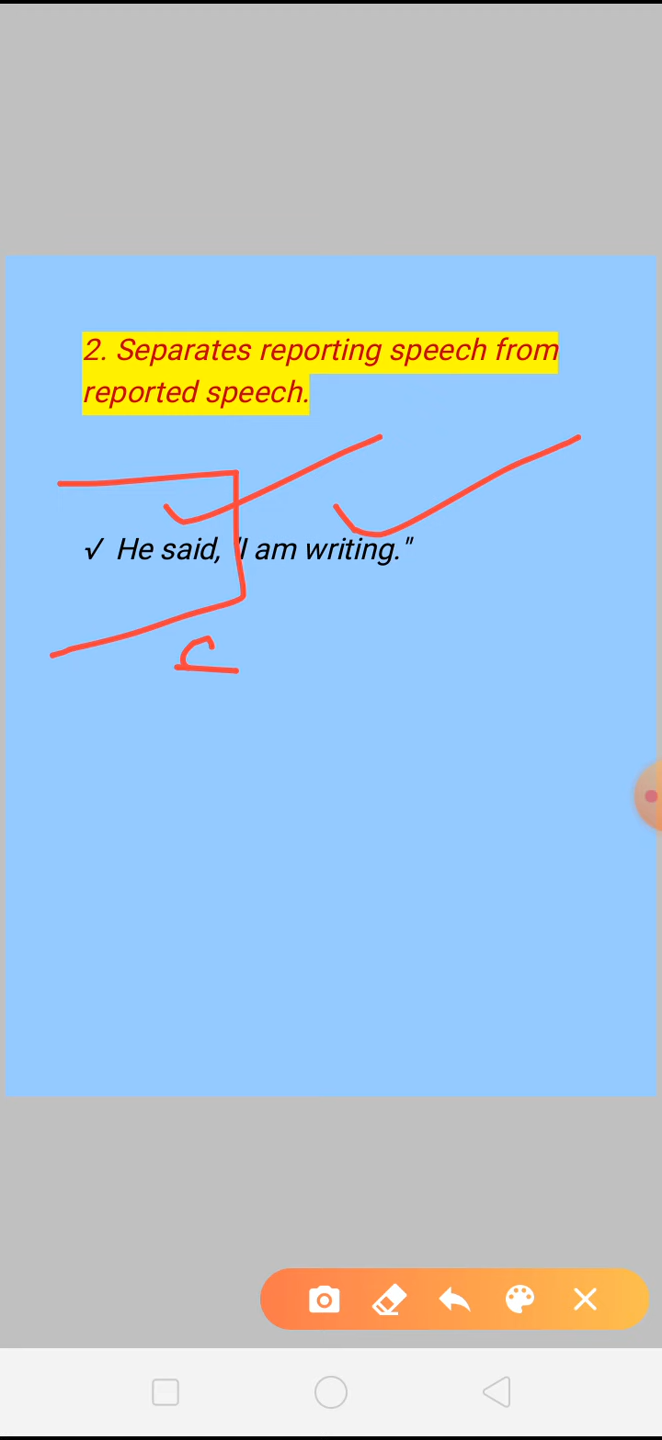 2. Separates reporting speech from
reported speech.
√ He said, "I am writing."